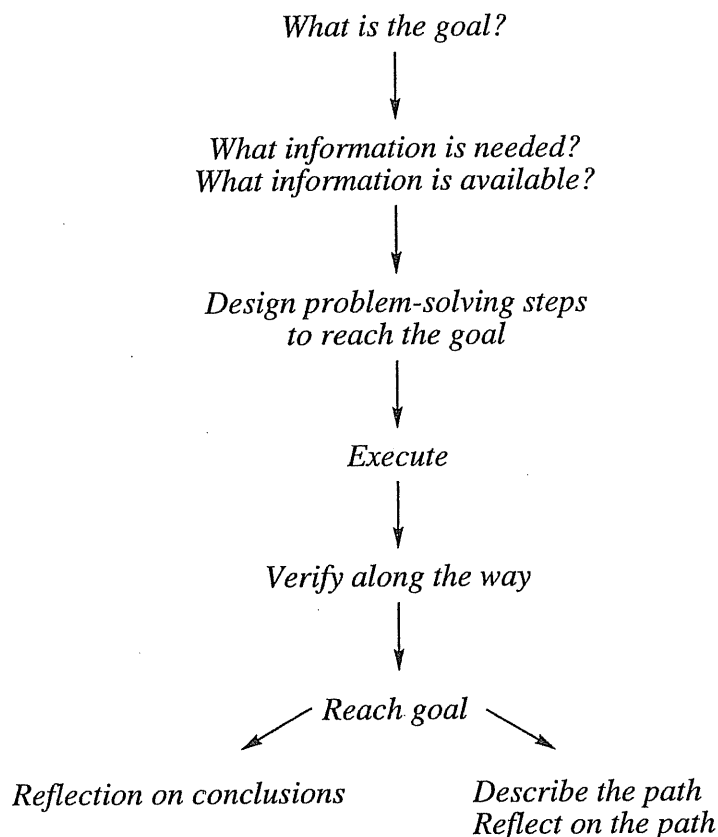 What is the goal?
What information is needed?
What information is available?
Design problem-solving steps
to reach the goal
Execute
Verify along the way
Reach goal
Reflection on conclusions
Describe the path
Reflect on the path